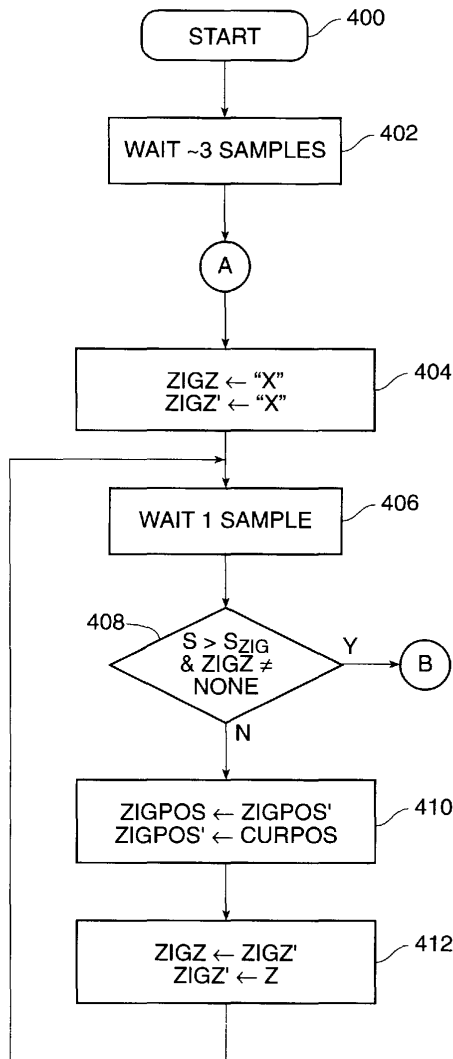 START
400
WAIT ~3 SAMPLES
402
A
ZIGZ ← “X”
ZIGZ' ← “X”
404
WAIT 1 SAMPLE
406
408
S > SZIG
& ZIGZ ≠
NONE
Y
B
N
ZIGPOS ← ZIGPOS'
ZIGPOS' ← CURPOS
410
ZIGZ ← ZIGZ'
ZIGZ' ← Z
412